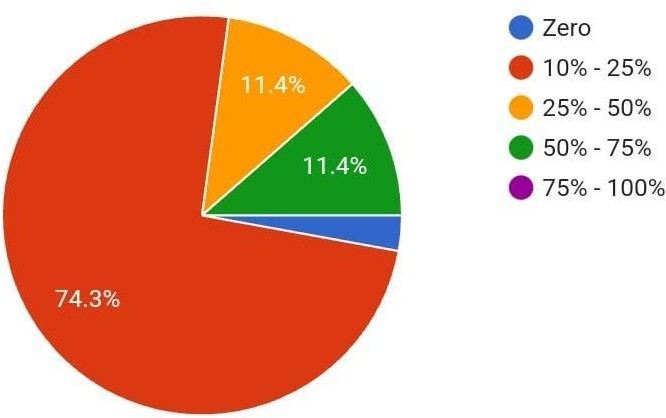 Zero
10% - 25%
25% - 50%
50% - 75%
75% - 100%
11.4%
11.4%
74.3%